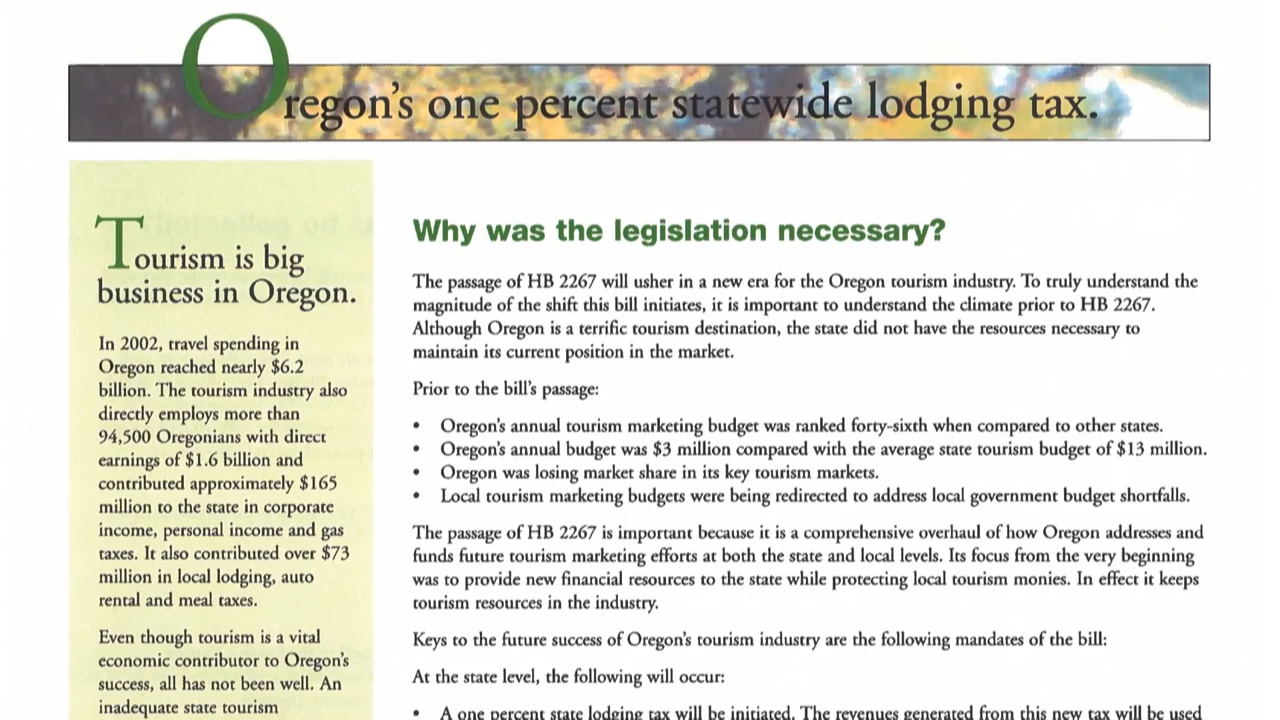 Oregon's one percent statewide lodging tax.
Tourism is big
business in Oregon.
In 2002, travel spending in
Oregon reached nearly $6.2
billion. The tourism industry also
directly employs more than
94,500 Oregonians with direct
earnings of $1.6 billion and
contributed approximately $165
million to the state in corporate
income, personal income and gas
taxes. It also contributed over $73
million in local lodging, auto
rental and meal taxes.
Even though tourism is a vital
economic contributor to Oregon's
success, all has not been well. An
inadequate state tourism
Why was the legislation necessary?
The passage of HB 2267 will usher in a new era for the Oregon tourism industry. To truly understand the
magnitude of the shift this bill initiates, it is important to understand the climate prior to HB 2267.
Although Oregon is a terrific tourism destination, the state did not have the resources necessary to
maintain its current position in the market.
Prior to the bill's passage:
• Oregon's annual tourism marketing budget was ranked forty-sixth when compared to other states.
• Oregon's annual budget was $3 million compared with the average state tourism budget of $13 million.
• Oregon was losing market share in its key tourism markets.
• Local tourism marketing budgets were being redirected to address local government budget shortfalls.
The passage of HB 2267 is important because it is a comprehensive overhaul of how Oregon addresses and
funds future tourism marketing efforts at both the state and local levels. Its focus from the very beginning
was to provide new financial resources to the state while protecting local tourism monies. In effect it keeps
tourism resources in the industry.
Keys to the future success of Oregon's tourism industry are the following mandates of the bill:
At the state level, the following will occur:
• A one percent state lodging tax will be initiated. The revenues generated from this new tax will be used